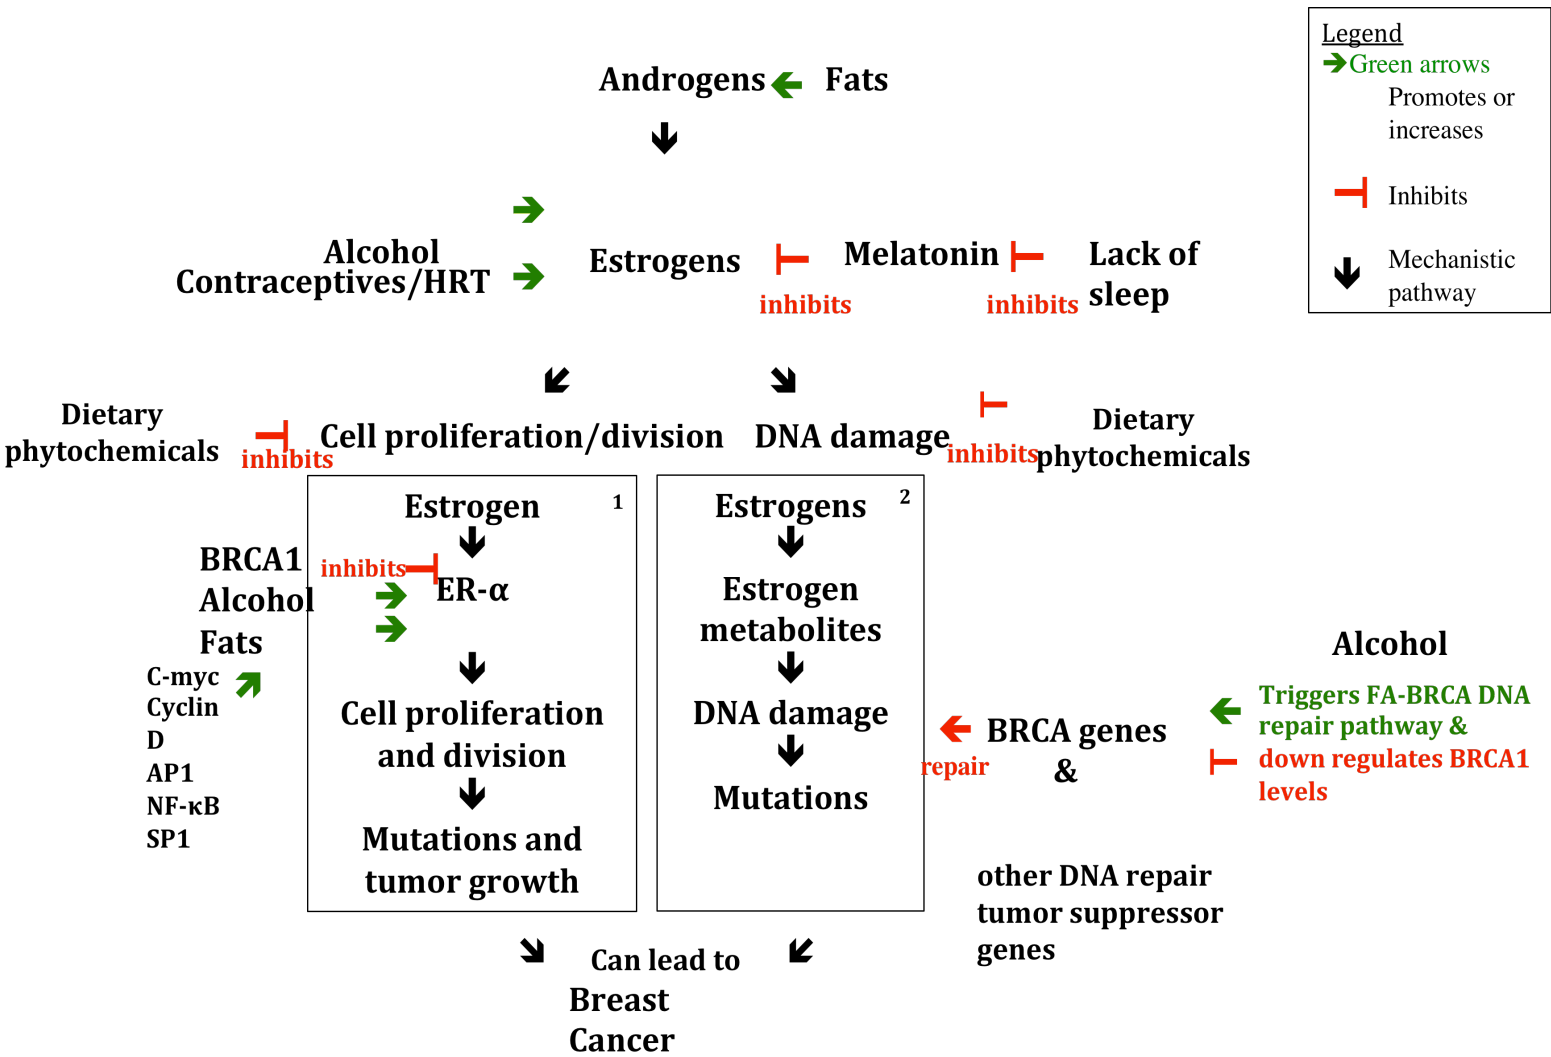 Legend
Green arrows
Promotes or
increases
Inhibits
Mechanistic
pathway
Androgens
Fats
Alcohol
Contraceptives/HRT
Estrogens
inhibits
Melatonin
inhibits
Lack of
sleep
Dietary
phytochemicals
inhibits
Cell proliferation/division
DNA damage
inhibits
Dietary
phytochemicals
1
Estrogen
BRCA1
inhibits
Alcohol
ER-α
Fats
C-myc
Cyclin
D
AP1
NF-κB
SP1
Cell proliferation
and division
Mutations and
tumor growth
2
Estrogens
Estrogen
metabolites
DNA damage
Mutations
repair
BRCA genes
&
Alcohol
Triggers FA-BRCA DNA
repair pathway &
down regulates BRCA1
levels
other DNA repair
tumor suppressor
genes
Can lead to
Breast
Cancer